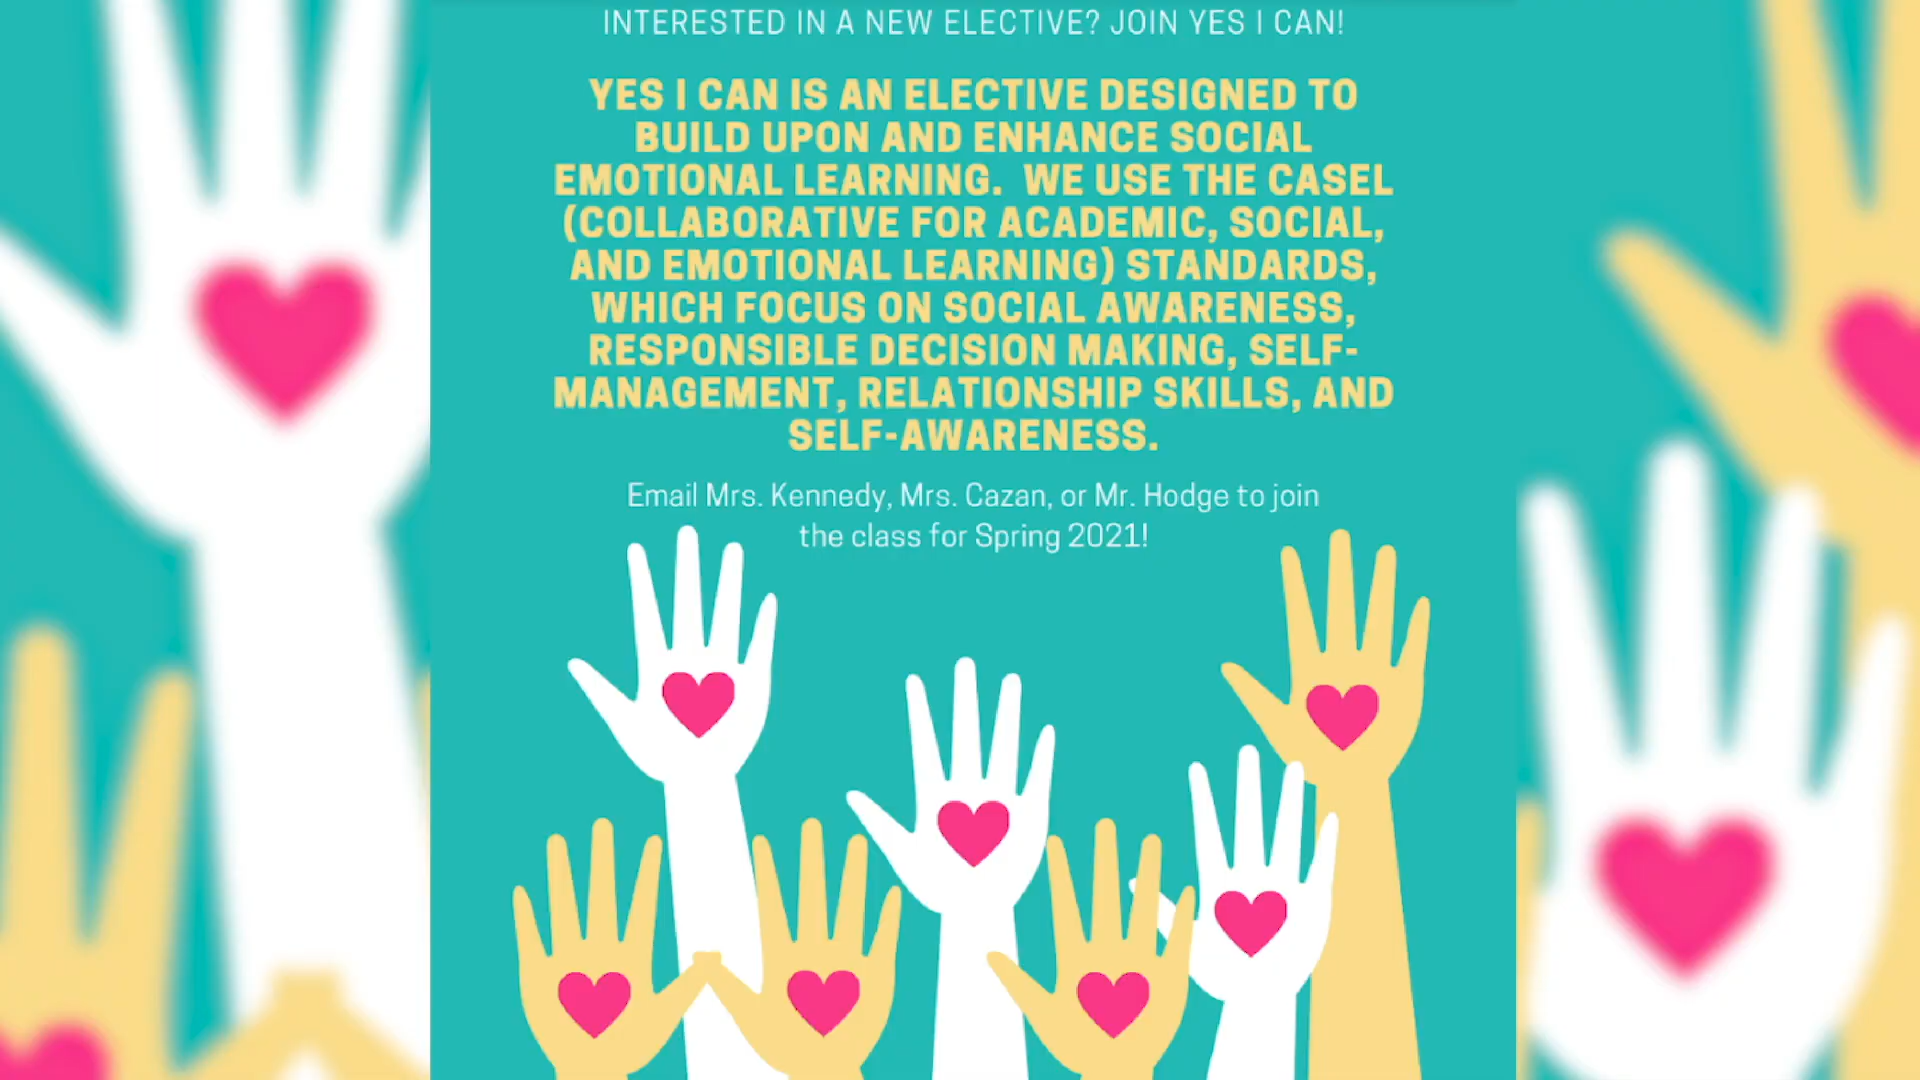 INTERESTED IN A NEW ELECTIVE? JOIN YES I CAN!
YES I CAN IS AN ELECTIVE DESIGNED TO
BUILD UPON AND ENHANCE SOCIAL
EMOTIONAL LEARNING. WE USE THE CASEL
(COLLABORATIVE FOR ACADEMIC, SOCIAL,
AND EMOTIONAL LEARNING) STANDARDS,
WHICH FOCUS ON SOCIAL AWARENESS,
RESPONSIBLE DECISION MAKING, SELF-
MANAGEMENT, RELATIONSHIP SKILLS, AND
SELF-AWARENESS.
Email Mrs. Kennedy, Mrs. Cazan, or Mr. Hodge to join
the class for Spring 2021!